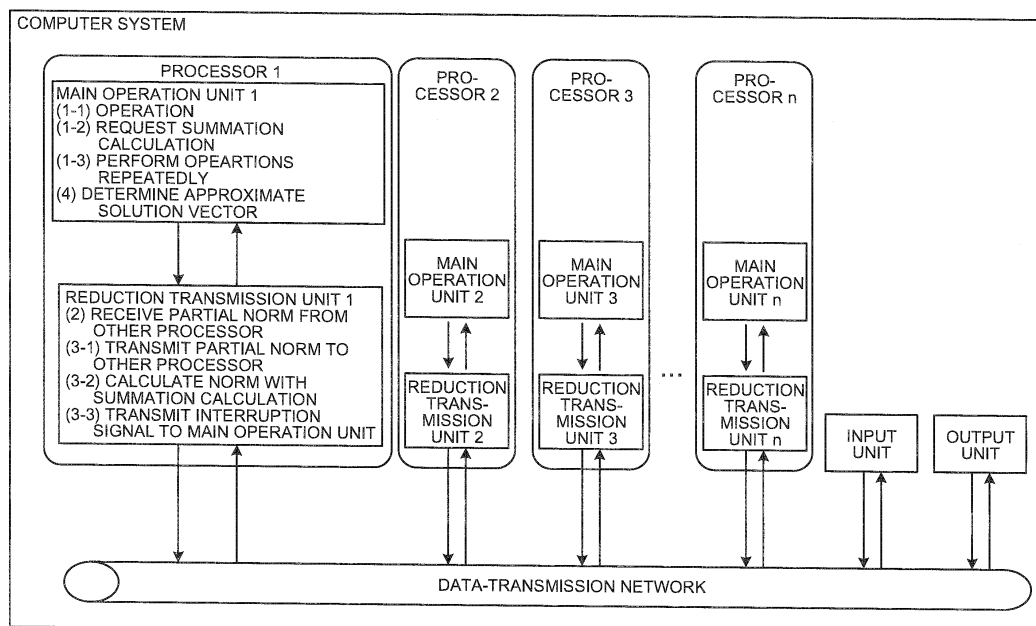 COMPUTER SYSTEM
PROCESSOR 1
MAIN OPERATION UNIT 1
(1-1) OPERATION
(1-2) REQUEST SUMMATION
CALCULATION
(1-3) PERFORM OPEARTIONS
REPEATEDLY
(4) DETERMINE APPROXIMATE
SOLUTION VECTOR
REDUCTION TRANSMISSION UNIT 1
(2) RECEIVE PARTIAL NORM FROM
OTHER PROCESSOR
(3-1) TRANSMIT PARTIAL NORM TO
OTHER PROCESSOR
(3-2) CALCULATE NORM WITH
SUMMATION CALCULATION
(3-3) TRANSMIT INTERRUPTION
SIGNAL TO MAIN OPERATION UNIT
PRO-
CESSOR 2
MAIN
OPERATION
UNIT 2
REDUCTION
TRANS-
MISSION
UNIT 2
PRO-
CESSOR 3
MAIN
OPERATION
UNIT 3
REDUCTION
TRANS-
MISSION
UNIT 3
...
PRO-
CESSOR n
MAIN
OPERATION
UNIT n
REDUCTION
TRANS-
MISSION
UNIT n
INPUT
UNIT
OUTPUT
UNIT
DATA-TRANSMISSION NETWORK